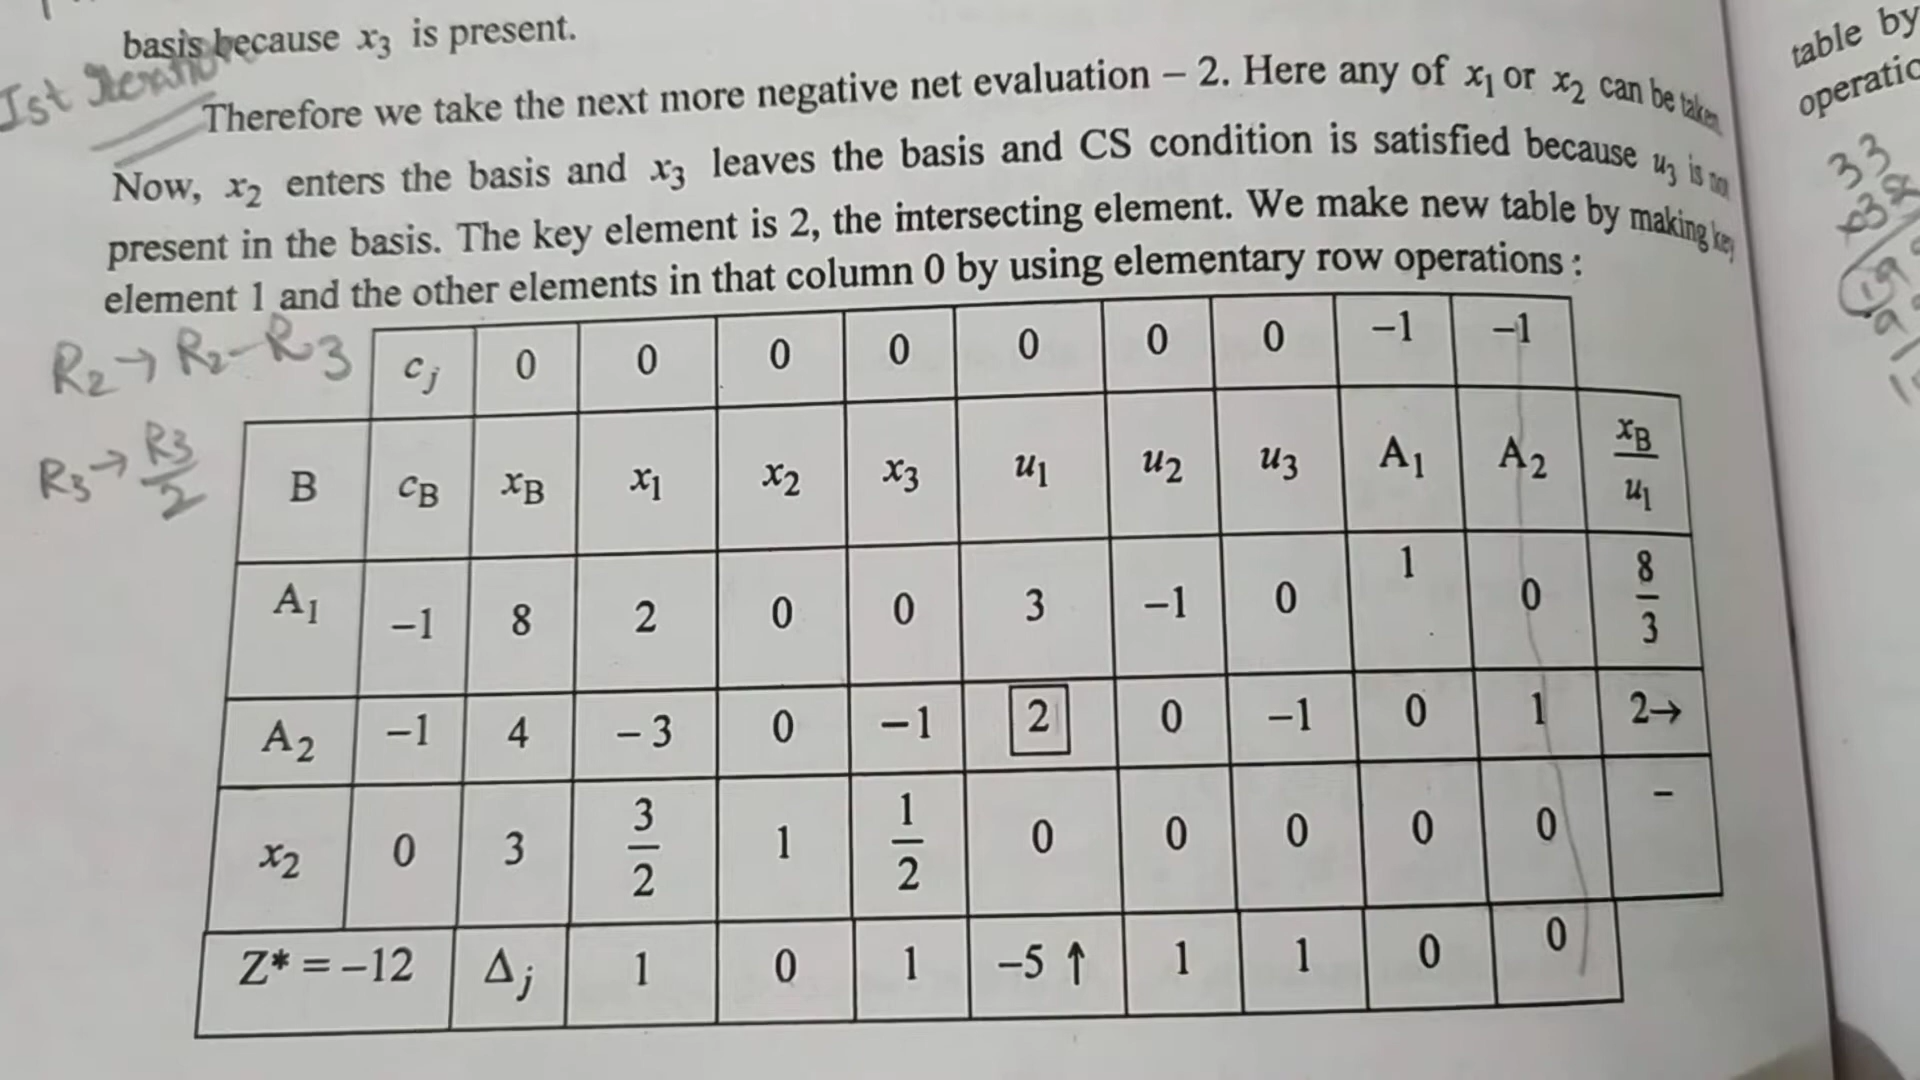 basis because x₃ is present.
Ist Iteration
Therefore we take the next more negative net evaluation – 2. Here any of x₁ or x₂ can be taken.
Now, x₂ enters the basis and x₃ leaves the basis and CS condition is satisfied because u₃ is not
present in the basis. The key element is 2, the intersecting element. We make new table by making key
element 1 and the other elements in that column 0 by using elementary row operations :
R₂ → R₂ – R₃
R₃ → R₃/2
cⱼ 0 0 0 0 0 0 0 –1 –1
B c_B x_B x₁ x₂ x₃ u₁ u₂ u₃ A₁ A₂ x_B/u₁
A₁ –1 8 2 0 0 3 –1 0 1 0 8/3
A₂ –1 4 –3 0 –1 2 0 –1 0 1 2→
x₂ 0 3 3/2 1 1/2 0 0 0 0 0 –
Z* = –12 Δⱼ 1 0 1 –5 ↑ 1 1 0 0
table by
33